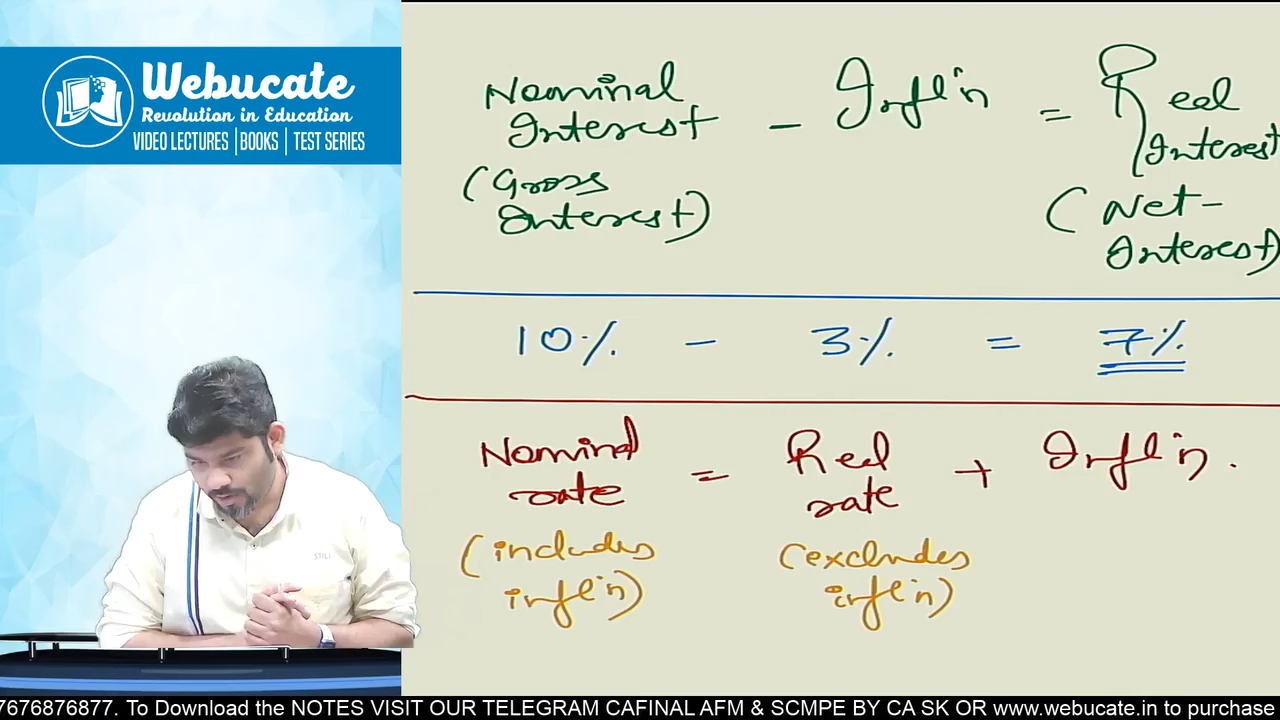 Webucate
Revolution in Education
VIDEO LECTURES | BOOKS | TEST SERIES
Nominal Interest - Infl'n = Real Interest
(Gross Interest) (Net Interest)
10% - 3% = 7%
Nominal rate = Real rate + Infl'n.
(includes infl'n) (excludes infl'n)
7676876877. To Download the NOTES VISIT OUR TELEGRAM CAFINAL AFM & SCMPE BY CA SK OR www.webucate.in to purchase